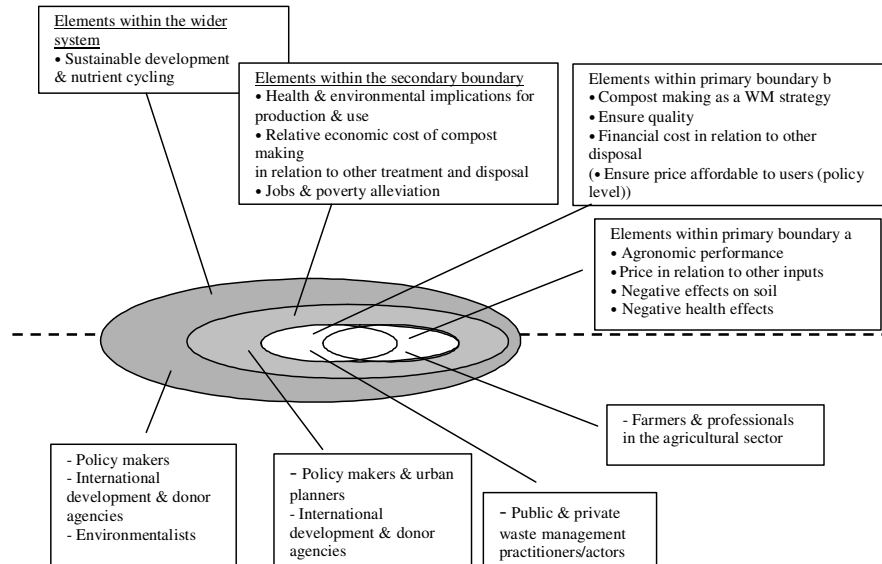 Elements within the wider
system
• Sustainable development
& nutrient cycling
Elements within the secondary boundary
• Health & environmental implications for
production & use
• Relative economic cost of compost
making
in relation to other treatment and disposal
• Jobs & poverty alleviation
Elements within primary boundary b
• Compost making as a WM strategy
• Ensure quality
• Financial cost in relation to other
disposal
(• Ensure price affordable to users (policy
level))
Elements within primary boundary a
• Agronomic performance
• Price in relation to other inputs
• Negative effects on soil
• Negative health effects
- Farmers & professionals
in the agricultural sector
- Policy makers
- International
development & donor
agencies
- Environmentalists
- Policy makers & urban
planners
- International
development & donor
agencies
- Public & private
waste management
practitioners/actors